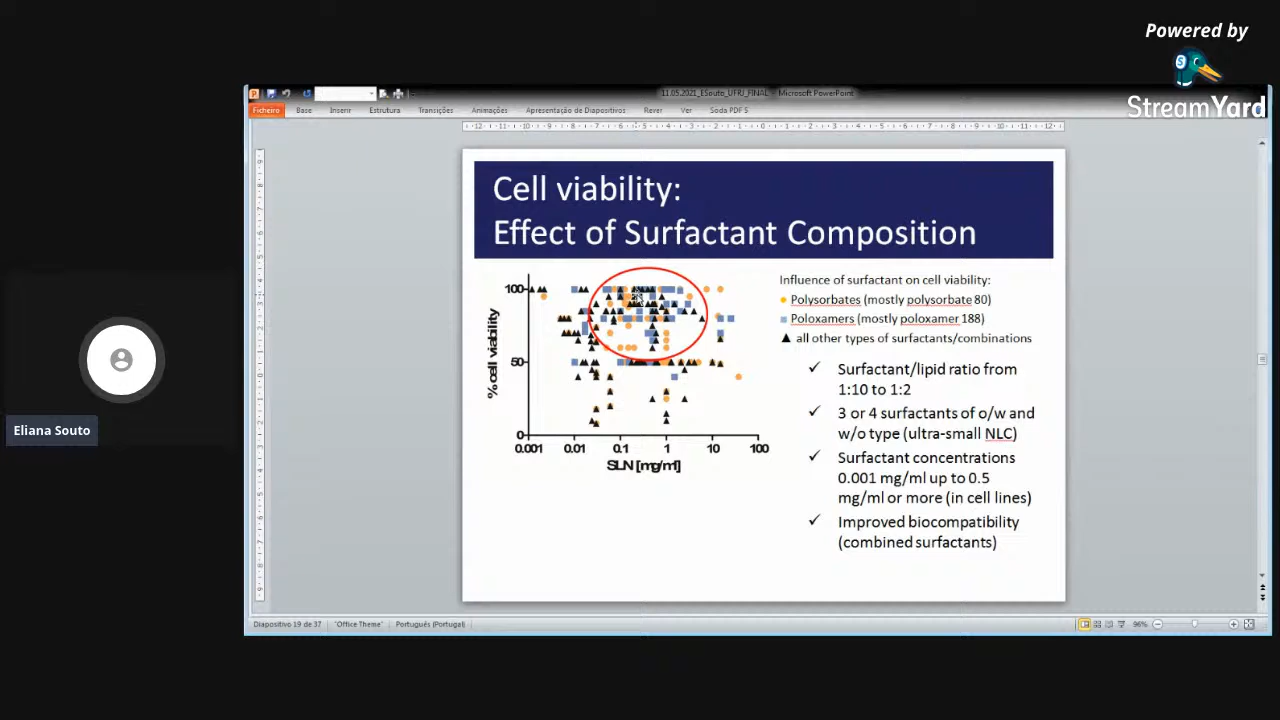 Powered by
StreamYard
11.05.2021_ESouto_UFRJ_FINAL - Microsoft PowerPoint
Ficheiro Base Inserir Estrutura Transições Animações Apresentação de Diapositivos Rever Ver Soda PDF 5
Cell viability:
Effect of Surfactant Composition
100
50
0
% cell viability
0.001 0.01 0.1 1 10 100
SLN [mg/ml]
Influence of surfactant on cell viability:
Polysorbates (mostly polysorbate 80)
Poloxamers (mostly poloxamer 188)
all other types of surfactants/combinations
✓ Surfactant/lipid ratio from
1:10 to 1:2
✓ 3 or 4 surfactants of o/w and
w/o type (ultra-small NLC)
✓ Surfactant concentrations
0.001 mg/ml up to 0.5
mg/ml or more (in cell lines)
✓ Improved biocompatibility
(combined surfactants)
Eliana Souto
Diapositivo 19 de 37 "Office Theme" Português (Portugal) 96%